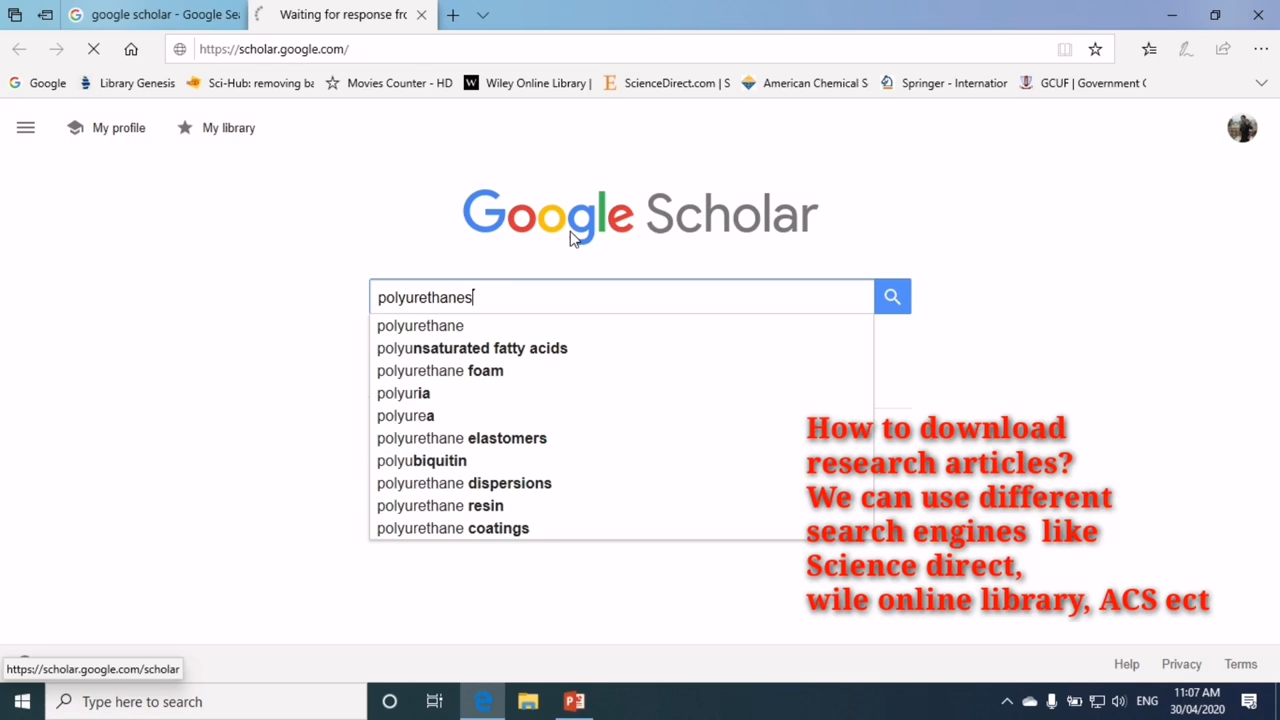 google scholar - Google Sea
Waiting for response fro
https://scholar.google.com/
Google
Library Genesis
Sci-Hub: removing ba
Movies Counter - HD
W
Wiley Online Library |
E
ScienceDirect.com | S
American Chemical S
Springer - Internation
GCUF | Government C
My profile
My library
Google Scholar
polyurethanes
polyurethane
polyunsaturated fatty acids
polyurethane foam
polyuria
polyurea
polyurethane elastomers
polyubiquitin
polyurethane dispersions
polyurethane resin
polyurethane coatings
How to download
research articles?
We can use different
search engines like
Science direct,
wile online library, ACS ect
https://scholar.google.com/scholar
Help Privacy Terms
Type here to search
ENG
11:07 AM
30/04/2020